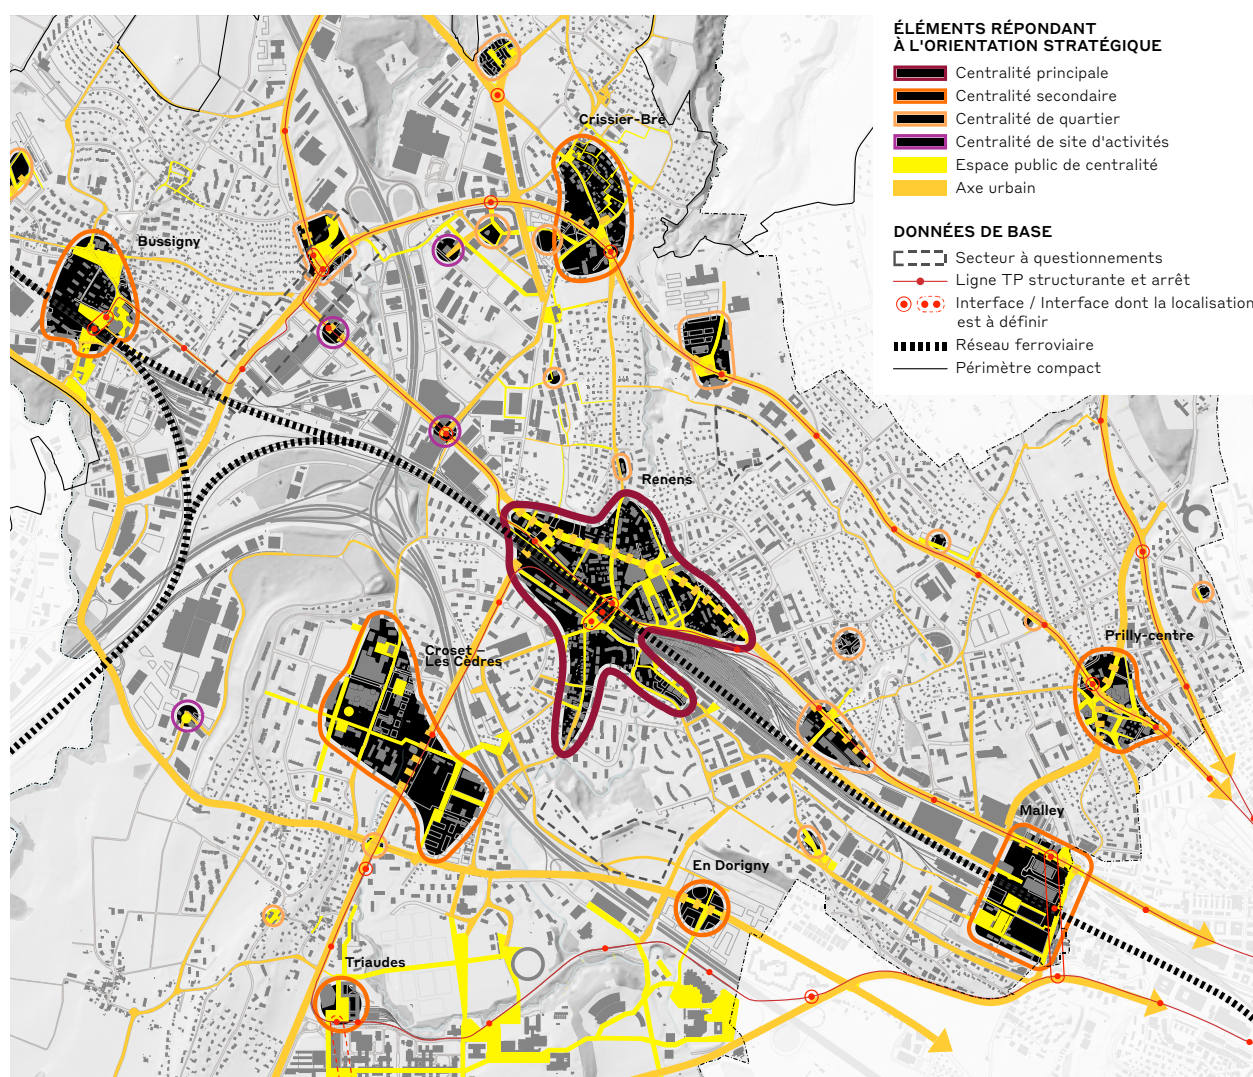 ÉLÉMENTS RÉPONDANT
À L'ORIENTATION STRATÉGIQUE
Centralité principale
Centralité secondaire
Centralité de quartier
Centralité de site d'activités
Espace public de centralité
Axe urbain
DONNÉES DE BASE
Secteur à questionnements
Ligne TP structurante et arrêt
Interface / Interface dont la localisation
est à définir
Réseau ferroviaire
Périmètre compact
Crissier-Bré
Bussigny
Renens
Croset –
Les Cèdres
Prilly-centre
Malley
En Dorigny
Triaudes